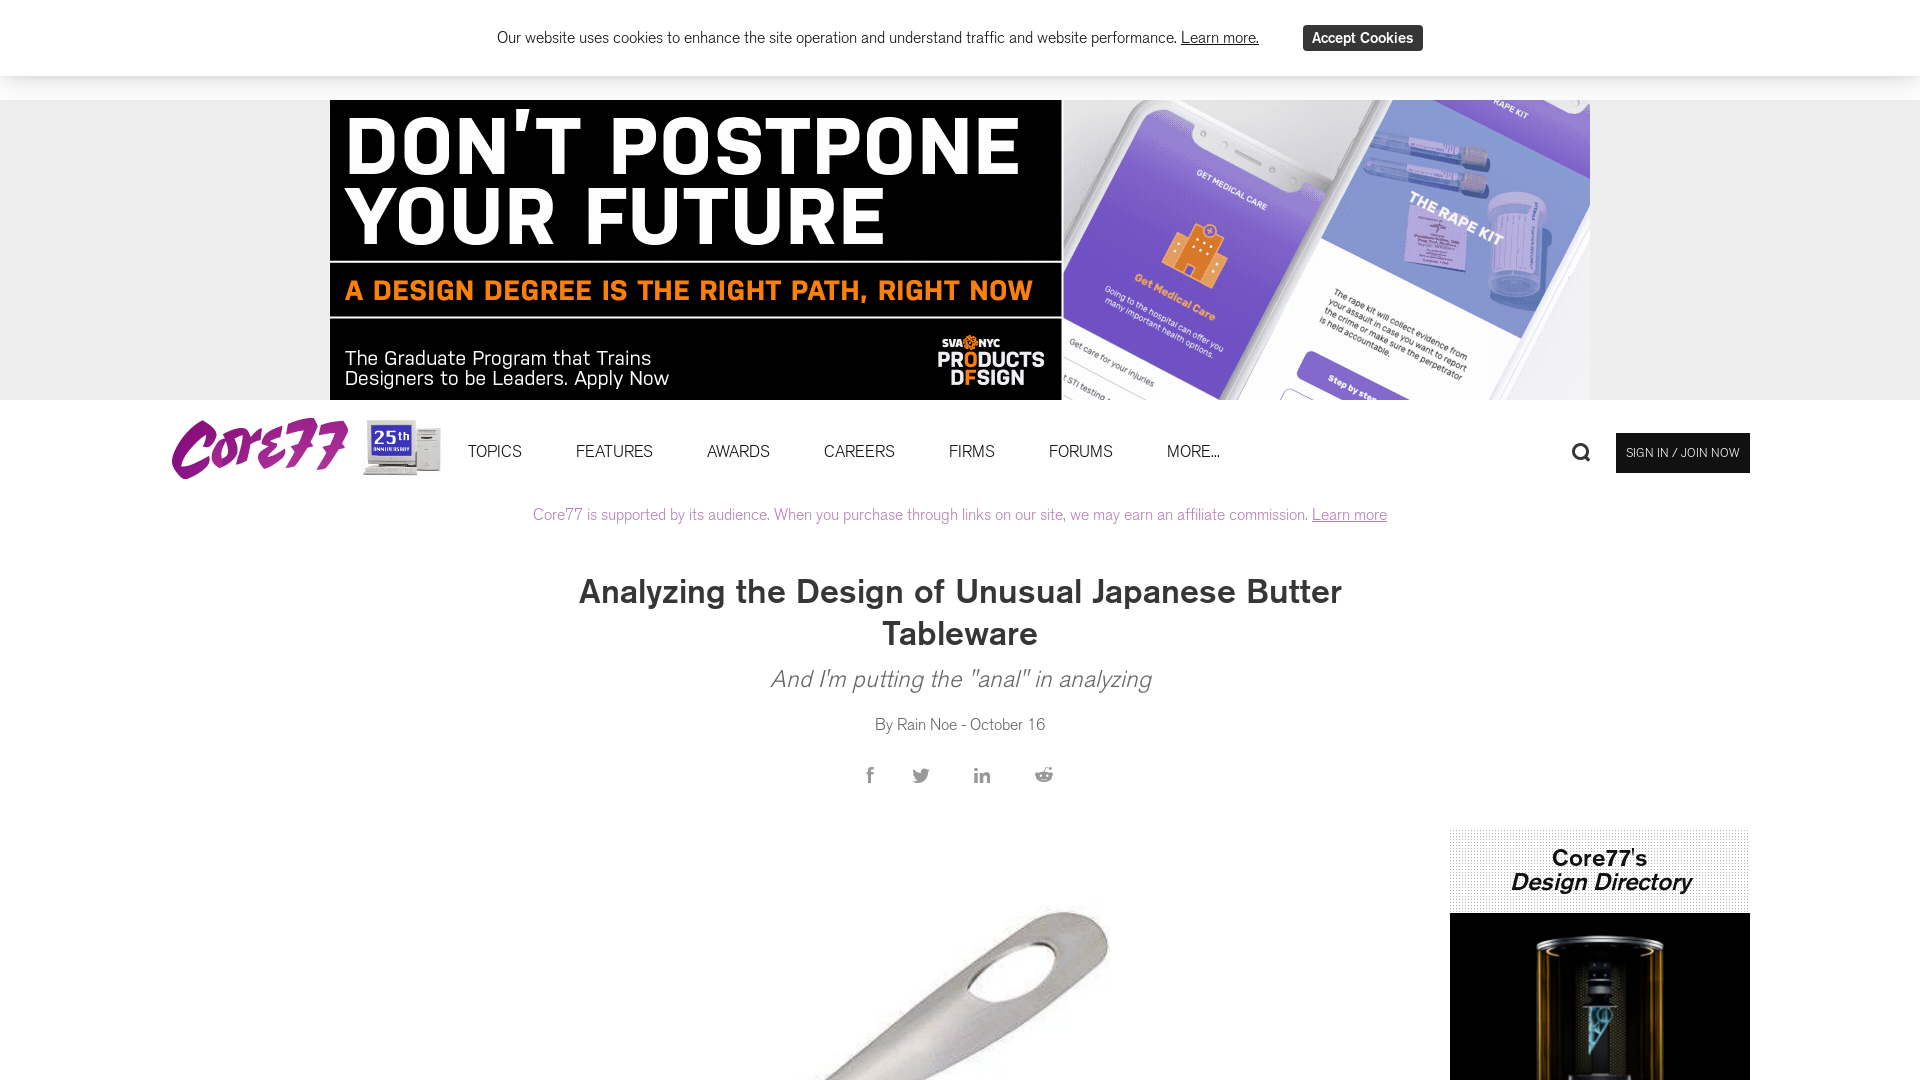 Our website uses cookies to enhance the site operation and understand traffic and website performance. Learn more.
Accept Cookies
DON'T POSTPONE
YOUR FUTURE
A DESIGN DEGREE IS THE RIGHT PATH, RIGHT NOW
The Graduate Program that Trains
Designers to be Leaders. Apply Now
SVA NYC
PRODUCTS
OF
DESIGN
GET MEDICAL CARE
Get Medical Care
Going to the hospital can offer you
many important health options.
Get care for your injuries
STI testing
RAPE KIT
THE RAPE KIT
The rape kit will collect evidence from
your assault in case you want to report
the crime or make sure the perpetrator
is held accountable.
Step by step
Core77
25th
ANNIVERSARY
TOPICS
FEATURES
AWARDS
CAREERS
FIRMS
FORUMS
MORE...
SIGN IN / JOIN NOW
Core77 is supported by its audience. When you purchase through links on our site, we may earn an affiliate commission. Learn more
Analyzing the Design of Unusual Japanese Butter
Tableware
And I'm putting the "anal" in analyzing
By Rain Noe - October 16
Core77's
Design Directory